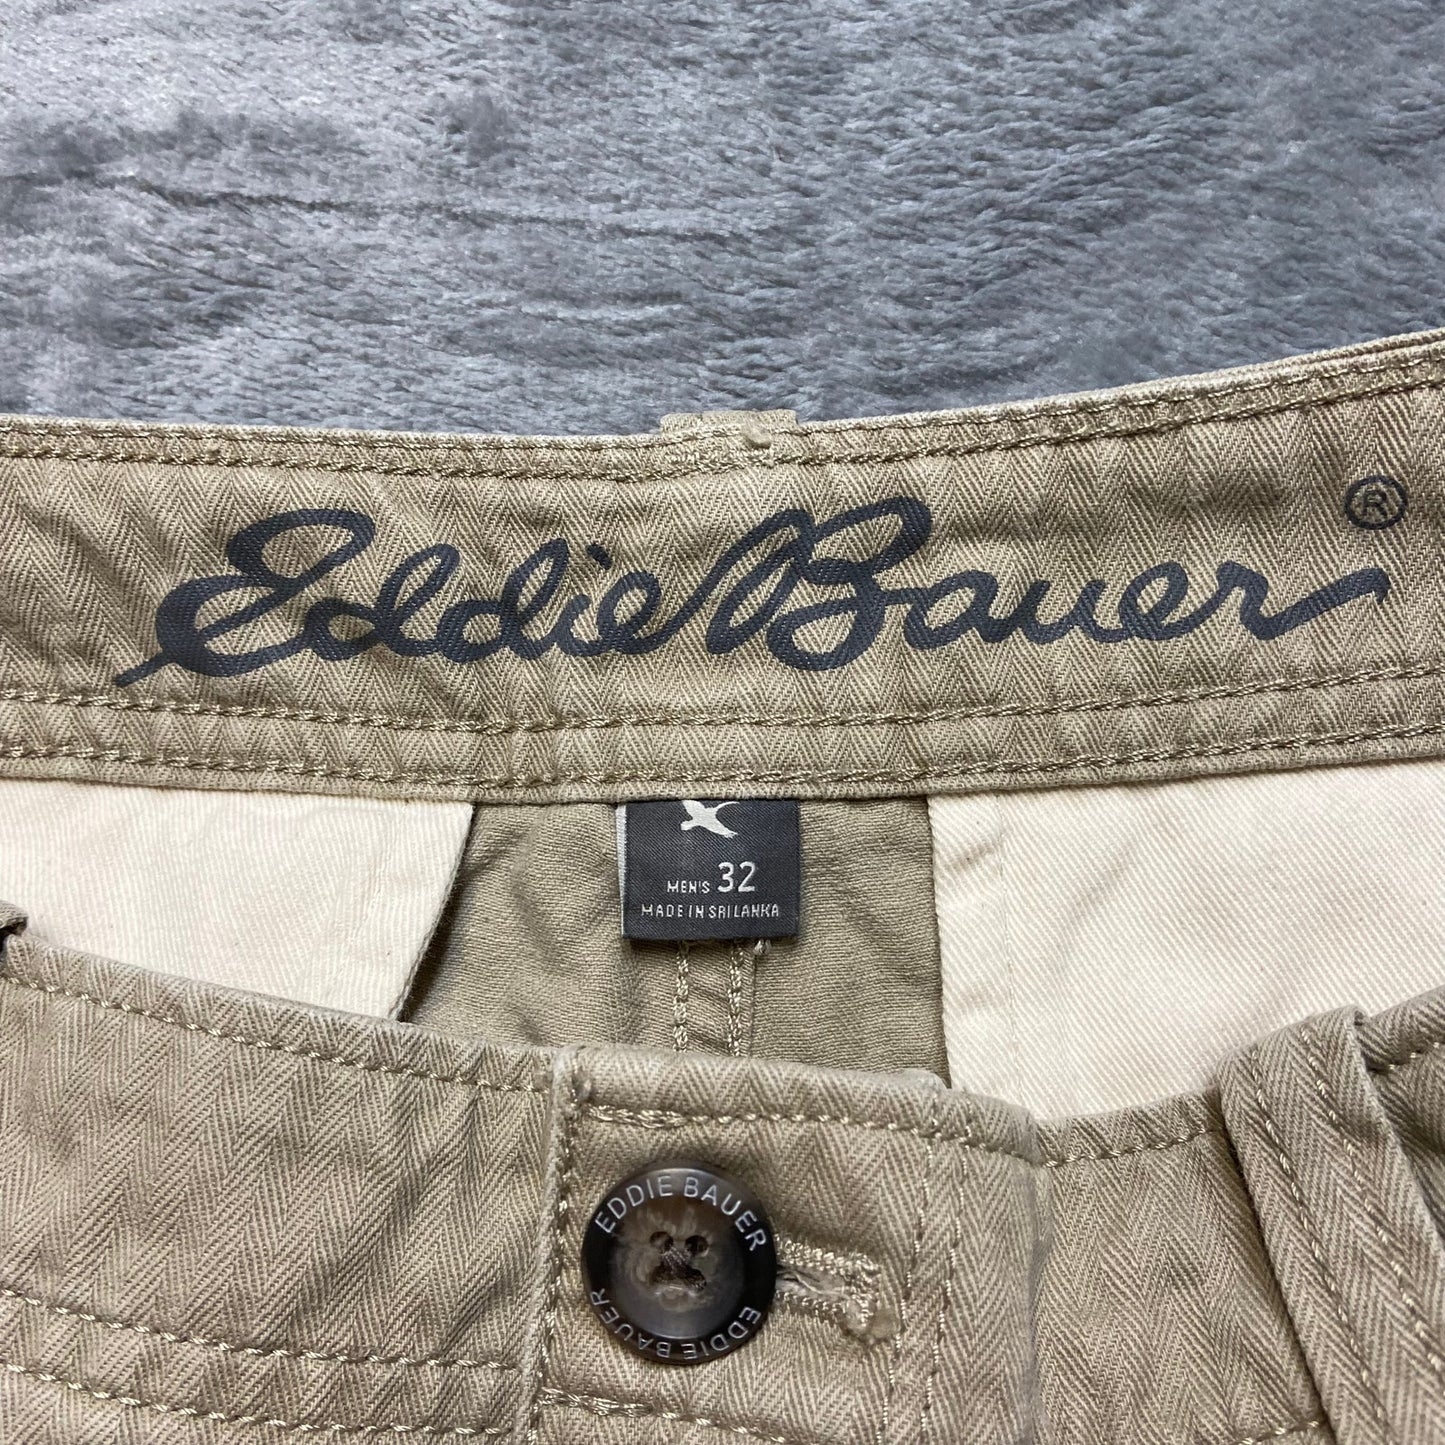 Eddie Bauer ®
MEN'S 32
MADE IN SRI LANKA
EDDIE BAUER
EDDIE BAUER